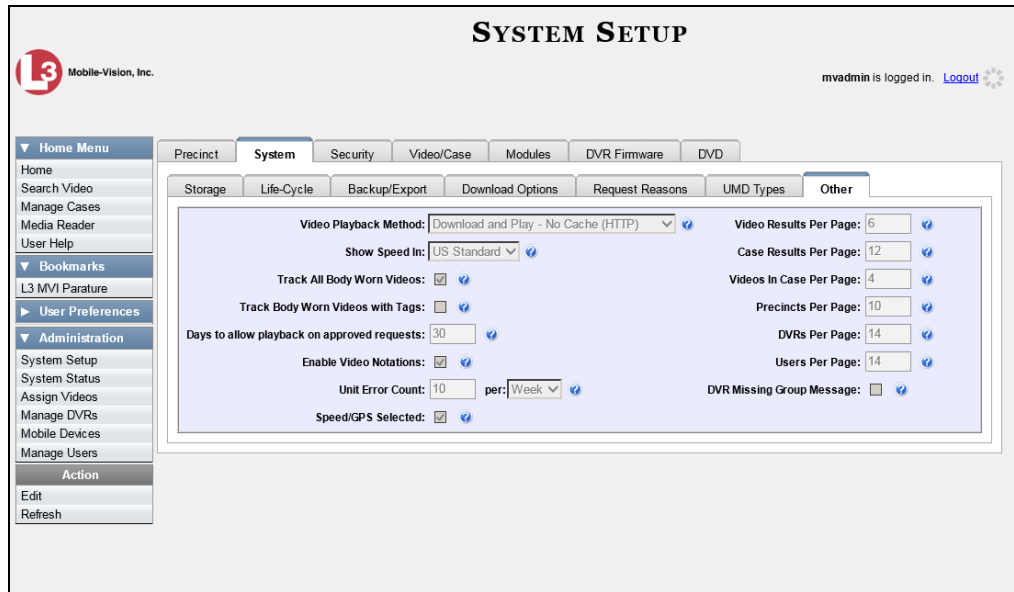 SYSTEM SETUP
L3 Mobile-Vision, Inc.
mvadmin is logged in. Logout
▼ Home Menu
Home
Search Video
Manage Cases
Media Reader
User Help
▼ Bookmarks
L3 MVI Parature
▶ User Preferences
▼ Administration
System Setup
System Status
Assign Videos
Manage DVRs
Mobile Devices
Manage Users
Action
Edit
Refresh
Precinct System Security Video/Case Modules DVR Firmware DVD
Storage Life-Cycle Backup/Export Download Options Request Reasons UMD Types Other
Video Playback Method: Download and Play - No Cache (HTTP) ?
Show Speed In: US Standard ?
Track All Body Worn Videos: ?
Track Body Worn Videos with Tags: ?
Days to allow playback on approved requests: 30 ?
Enable Video Notations: ?
Unit Error Count: 10 per: Week ?
Speed/GPS Selected: ?
Video Results Per Page: 6 ?
Case Results Per Page: 12 ?
Videos In Case Per Page: 4 ?
Precincts Per Page: 10 ?
DVRs Per Page: 14 ?
Users Per Page: 14 ?
DVR Missing Group Message: ?